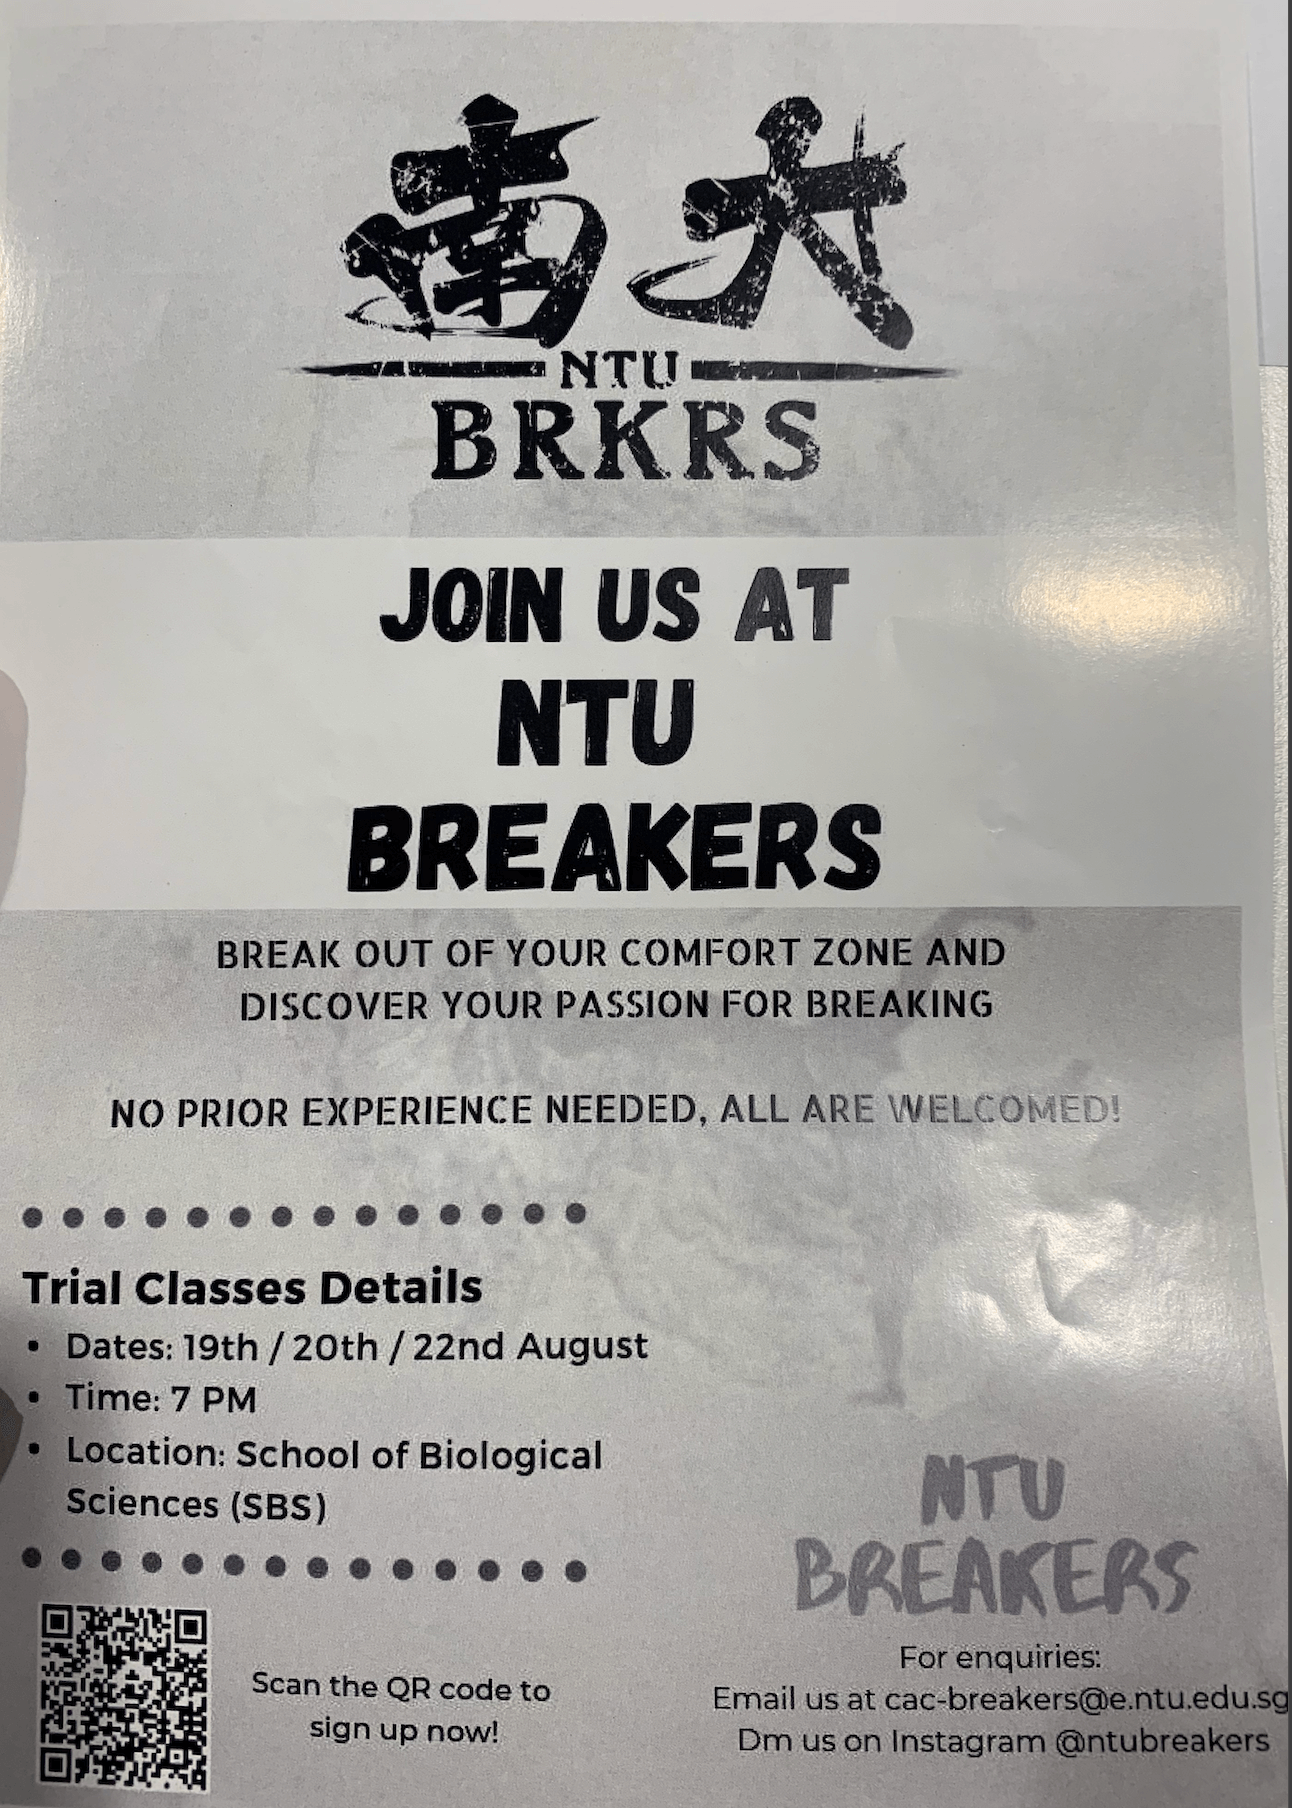 南大
NTU
BRKRS
JOIN US AT
NTU
BREAKERS
BREAK OUT OF YOUR COMFORT ZONE AND
DISCOVER YOUR PASSION FOR BREAKING
NO PRIOR EXPERIENCE NEEDED, ALL ARE WELCOMED!
Trial Classes Details
• Dates: 19th / 20th / 22nd August
• Time: 7 PM
• Location: School of Biological
Sciences (SBS)
Scan the QR code to
sign up now!
NTU
BREAKERS
For enquiries:
Email us at cac-breakers@e.ntu.edu.sg
Dm us on Instagram @ntubreakers